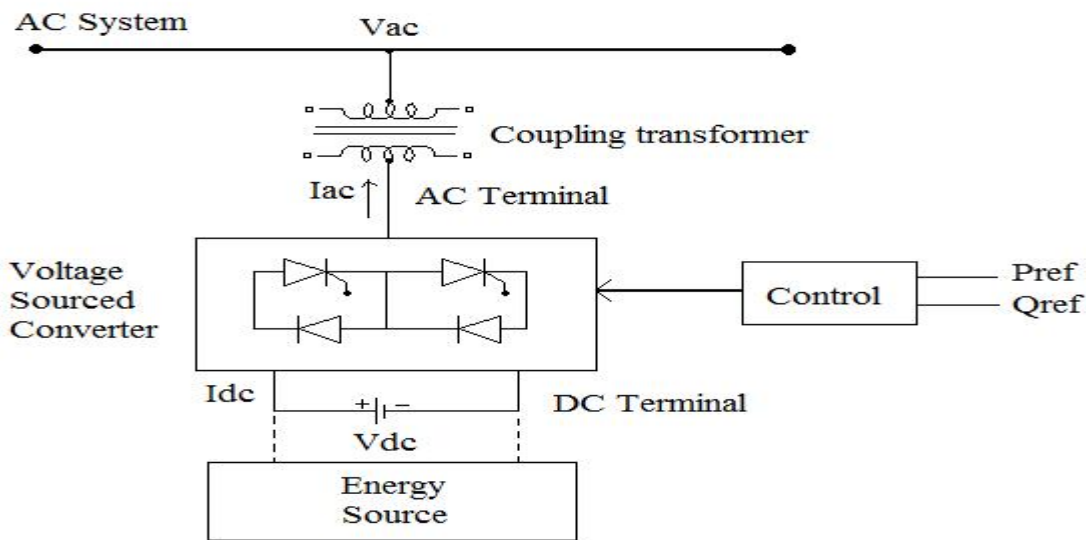 AC System
Vac
Coupling transformer
Iac
AC Terminal
Voltage
Sourced
Converter
Control
Pref
Qref
Idc
+ −
DC Terminal
Vdc
Energy
Source